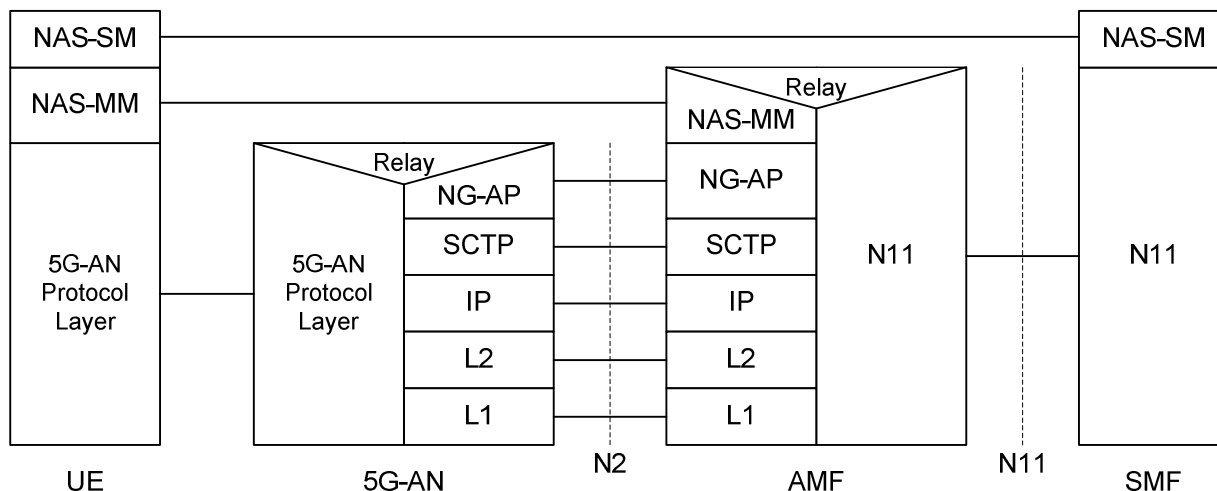 NAS-SM
NAS-MM
5G-AN
Protocol
Layer
UE
Relay
5G-AN
Protocol
Layer
NG-AP
SCTP
IP
L2
L1
5G-AN
N2
Relay
NAS-MM
NG-AP
SCTP
IP
L2
L1
N11
AMF
N11
NAS-SM
N11
SMF